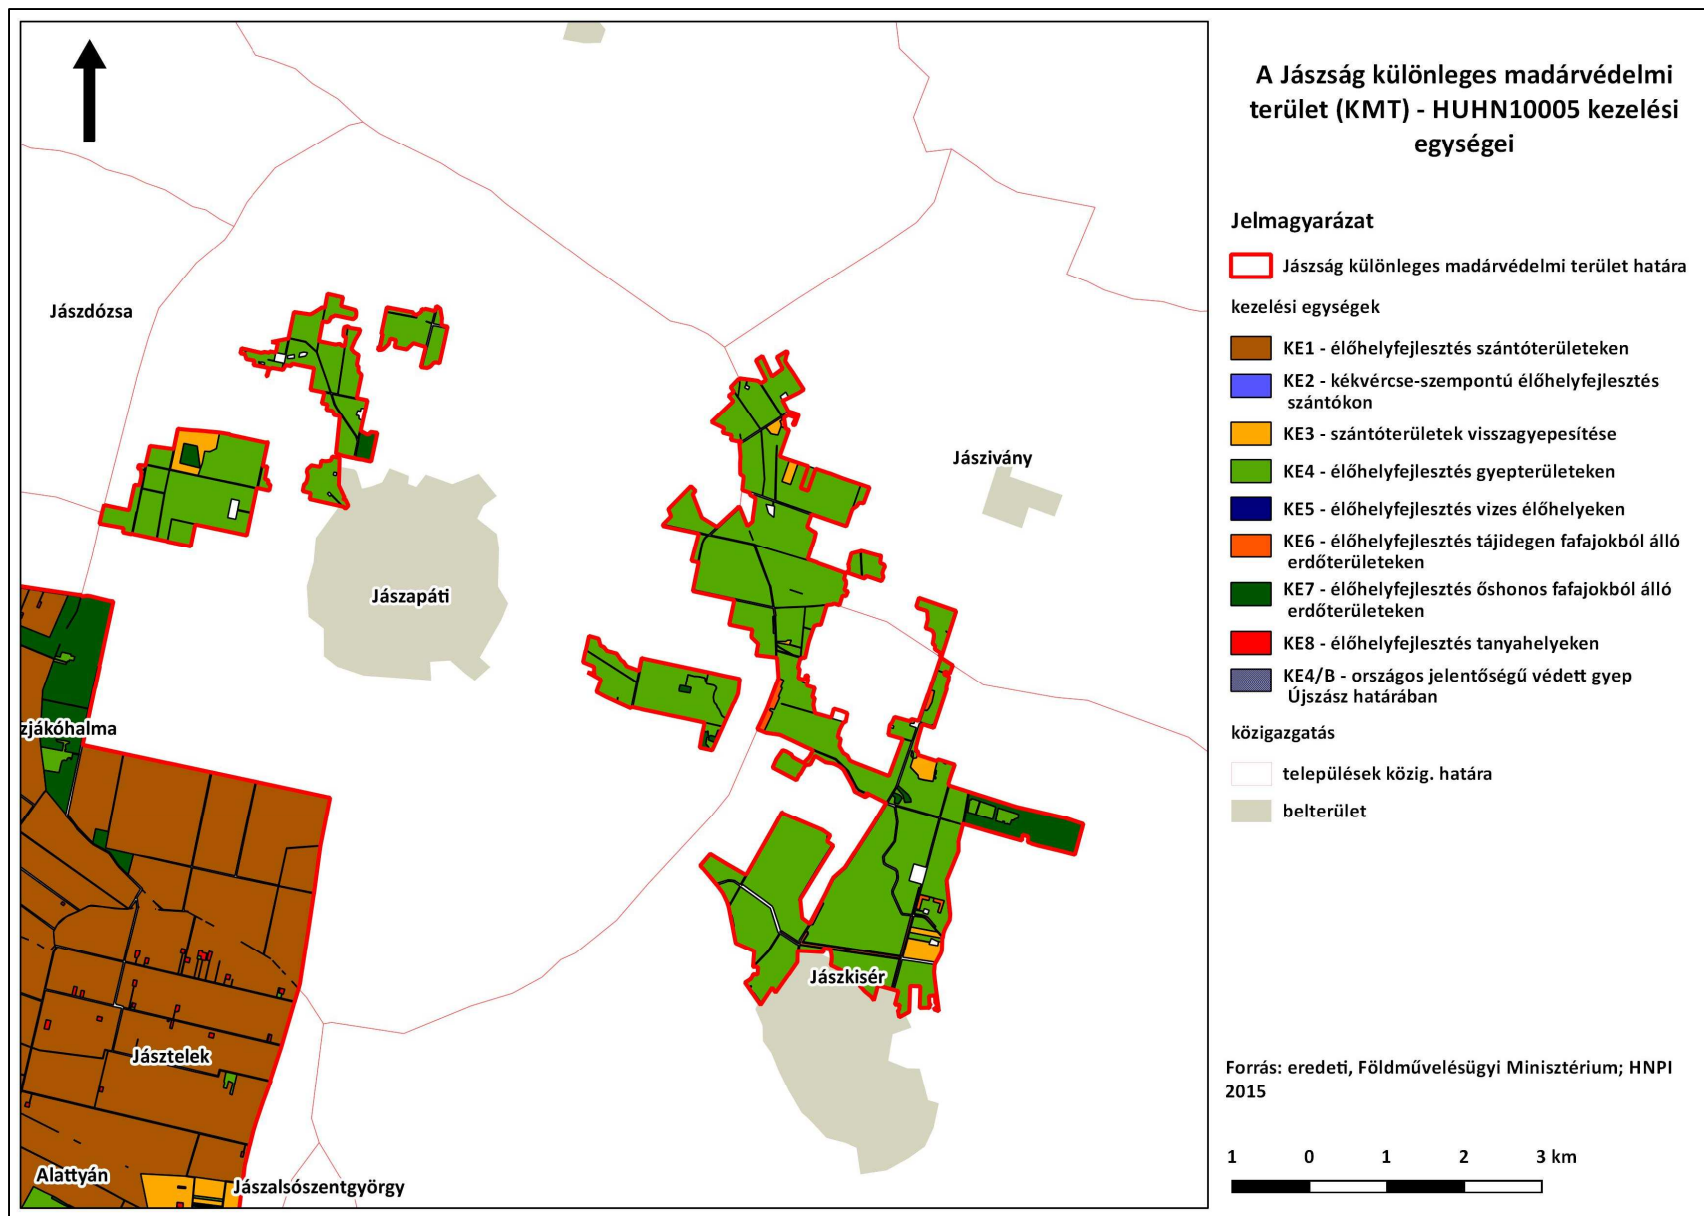 A Jászság különleges madárvédelmi
terület (KMT) - HUHN10005 kezelési
egységei
Jelmagyarázat
Jászság különleges madárvédelmi terület határa
kezelési egységek
KE1 - élőhelyfejlesztés szántóterületeken
KE2 - kékvércse-szempontú élőhelyfejlesztés
szántókon
KE3 - szántóterületek visszagyepesítése
KE4 - élőhelyfejlesztés gyepterületeken
KE5 - élőhelyfejlesztés vizes élőhelyeken
KE6 - élőhelyfejlesztés tájidegen fafajokból álló
erdőterületeken
KE7 - élőhelyfejlesztés őshonos fafajokból álló
erdőterületeken
KE8 - élőhelyfejlesztés tanyahelyeken
KE4/B - országos jelentőségű védett gyep
Újszász határában
közigazgatás
települések közig. határa
belterület
Forrás: eredeti, Földművelésügyi Minisztérium; HNPI
2015
1 0 1 2 3 km
Jászdózsa
Jászivány
Jászapáti
zjákóhalma
Jászkisér
Jásztelek
Alattyán
Jászalsószentgyörgy